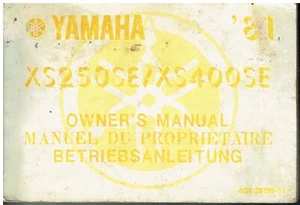 YAMAHA '81
XS250SE/XS400SE
OWNER'S MANUAL
MANUEL DU PROPRIETAIRE
BETRIEBSANLEITUNG